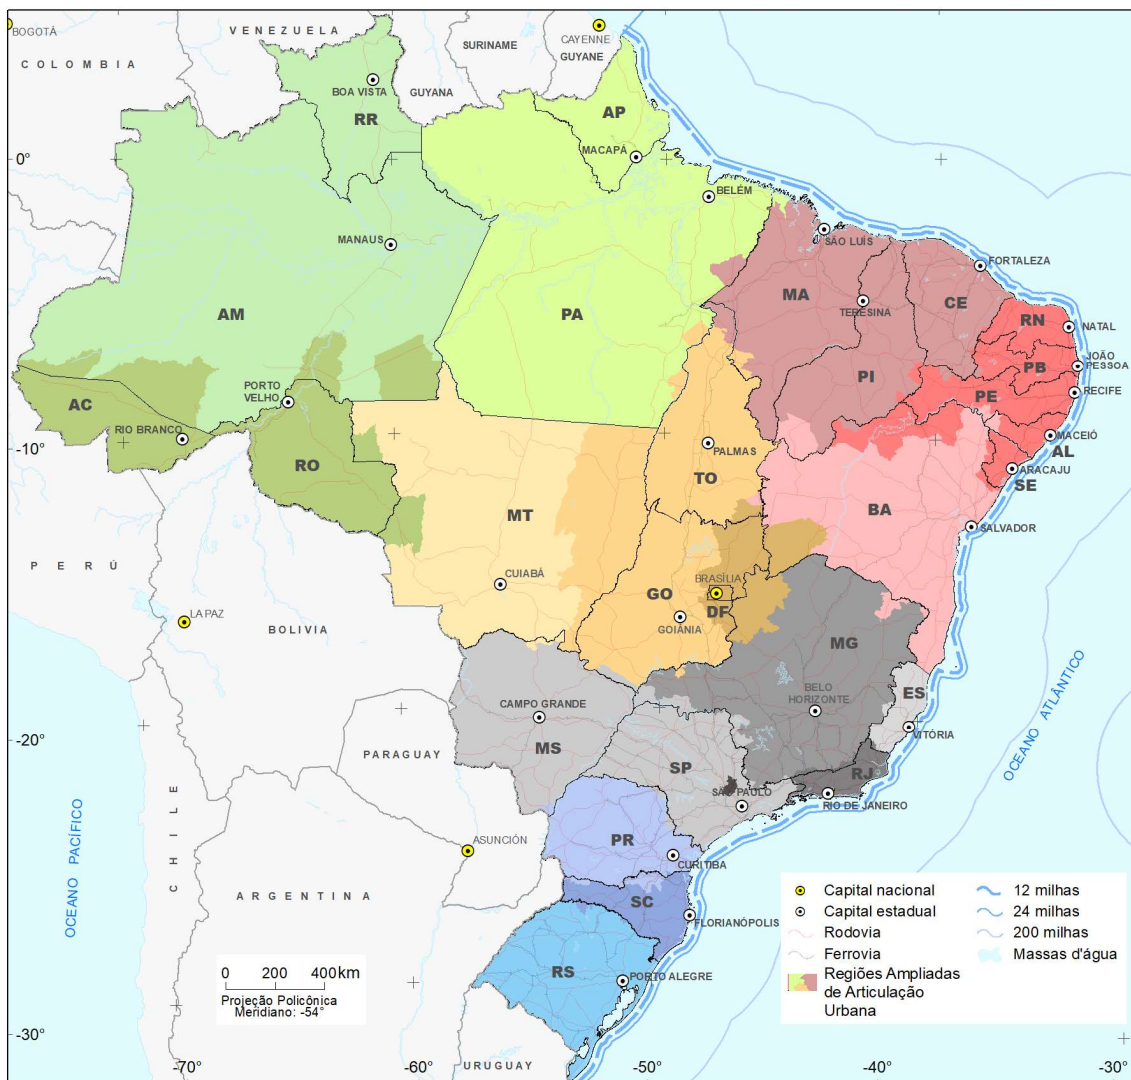 BOGOTÁ
VENEZUELA
COLOMBIA
SURINAME
CAYENNE
GUYANE
GUYANA
BOA VISTA
RR
AP
MACAPÁ
0°
BELÉM
MANAUS
SÃO LUÍS
FORTALEZA
AM
PA
MA
TERESINA
CE
RN
NATAL
JOÃO
PESSOA
PB
PI
PE
RECIFE
AC
PORTO
VELHO
RIO BRANCO
-10°
RO
PALMAS
TO
MACEIÓ
AL
ARACAJU
SE
MT
BA
SALVADOR
PERÚ
CUIABÁ
BRASÍLIA
GO
DF
GOIÂNIA
LA PAZ
BOLIVIA
MG
BELO
HORIZONTE
ES
VITÓRIA
CAMPO GRANDE
MS
-20°
PARAGUAY
SP
SÃO PAULO
RJ
RIO DE JANEIRO
OCEANO ATLÂNTICO
OCEANO PACÍFICO
CHILE
ASUNCIÓN
PR
CURITIBA
ARGENTINA
SC
FLORIANÓPOLIS
RS
PORTO ALEGRE
URUGUAY
0 200 400 km
Projeção Policônica
Meridiano: -54°
Capital nacional
Capital estadual
Rodovia
Ferrovia
Regiões Ampliadas
de Articulação
Urbana
12 milhas
24 milhas
200 milhas
Massas d'água
-30°
-70°
-60°
-50°
-40°
-30°